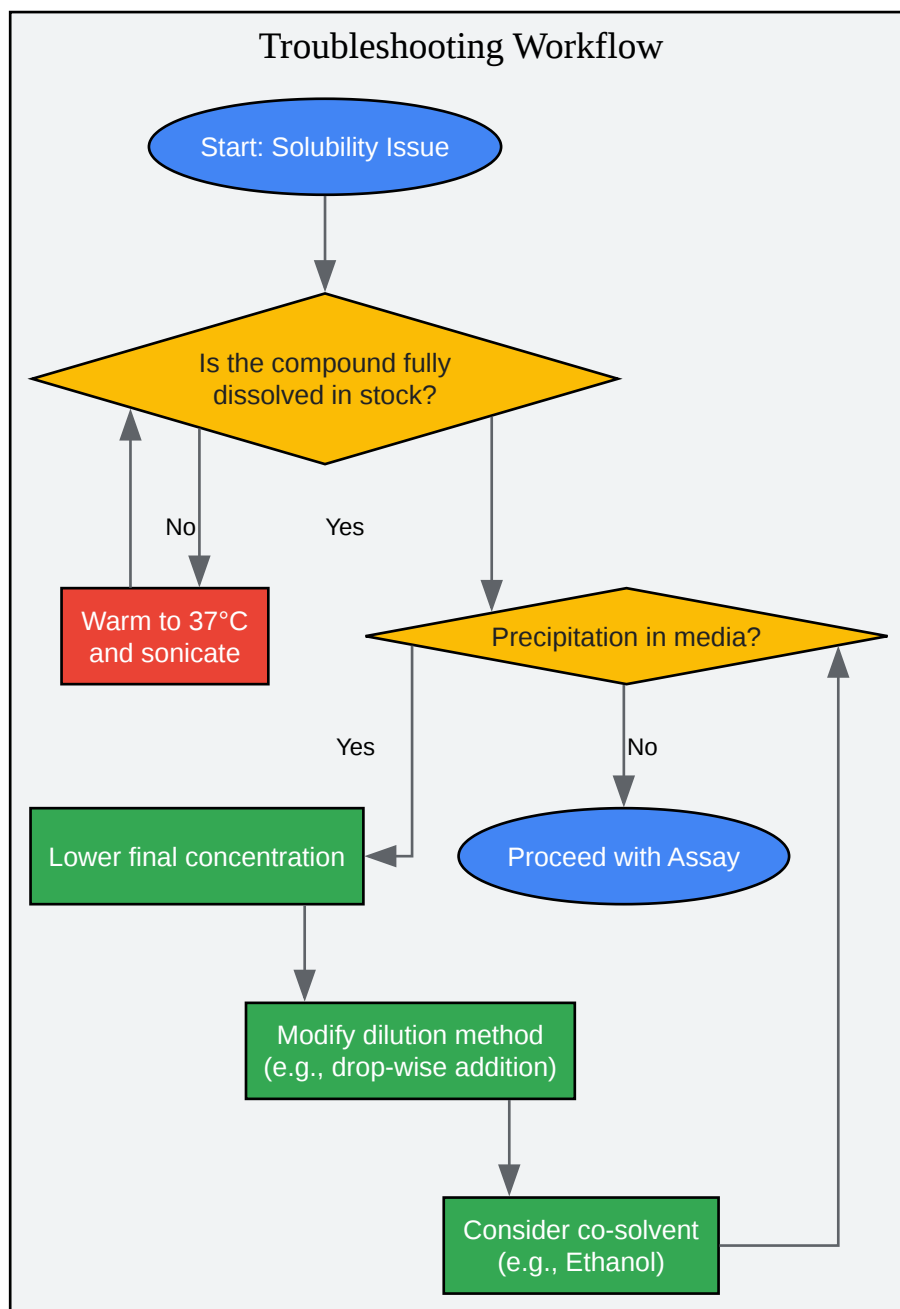 Troubleshooting Workflow
Start: Solubility Issue
Is the compound fully
dissolved in stock?
No
Yes
Warm to 37°C
and sonicate
Precipitation in media?
Yes
No
Lower final concentration
Proceed with Assay
Modify dilution method
(e.g., drop-wise addition)
Consider co-solvent
(e.g., Ethanol)